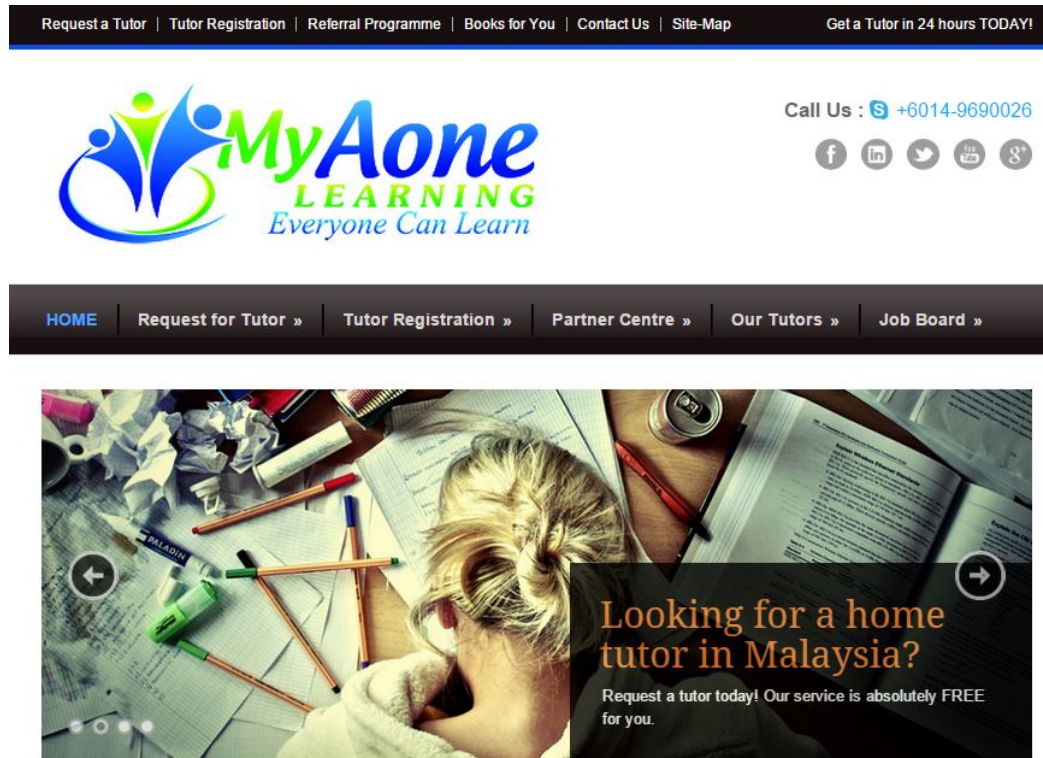 Request a Tutor | Tutor Registration | Referral Programme | Books for You | Contact Us | Site-Map
Get a Tutor in 24 hours TODAY!
MyAone
LEARNING
Everyone Can Learn
Call Us : +6014-9690026
HOME
Request for Tutor »
Tutor Registration »
Partner Centre »
Our Tutors »
Job Board »
PALADIN
Looking for a home
tutor in Malaysia?
Request a tutor today! Our service is absolutely FREE
for you.